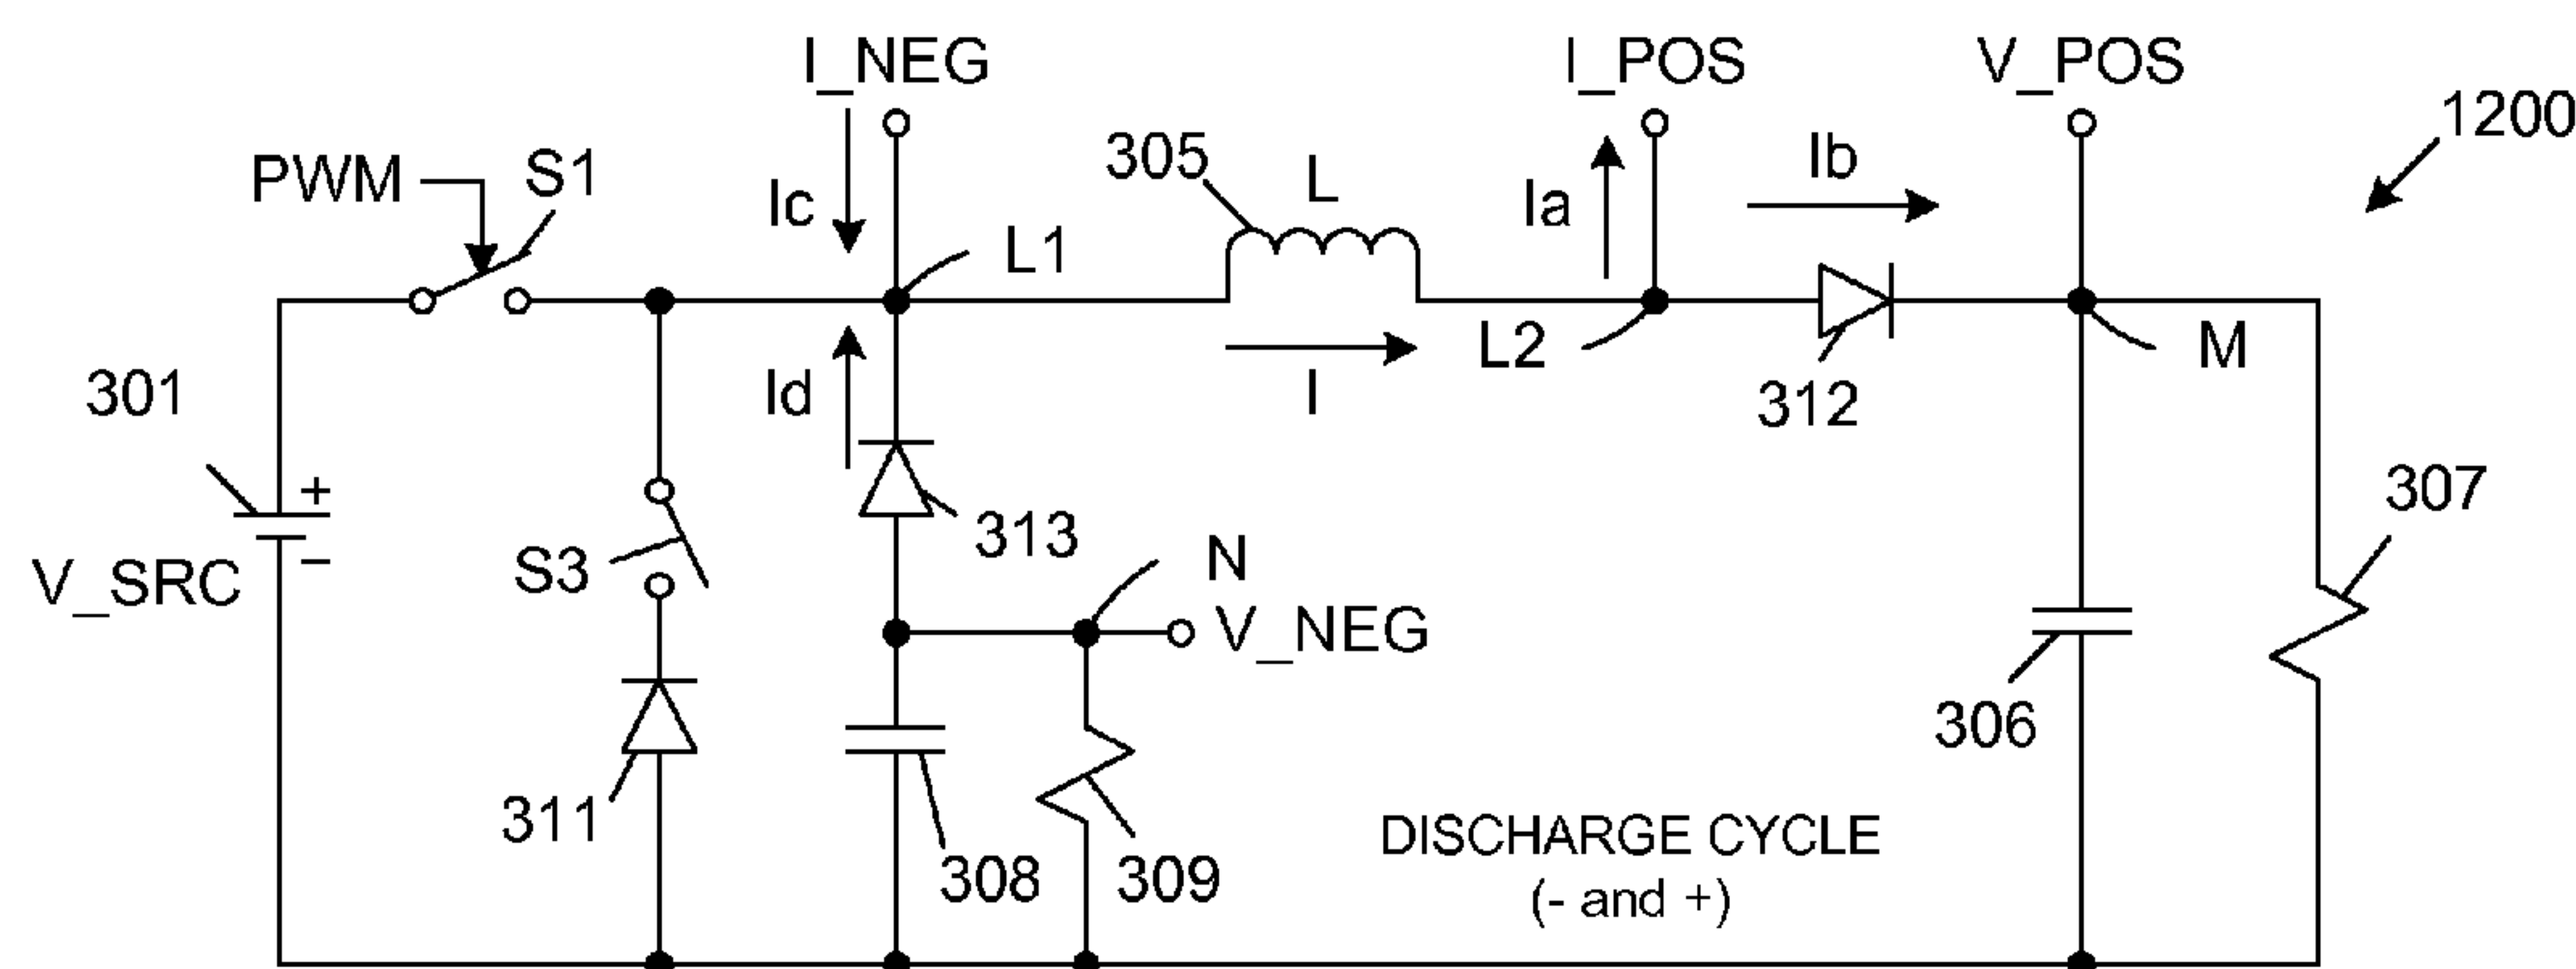 I_NEG
I_POS
V_POS
1200
PWM
S1
305
L
Ib
Ic
Ia
L1
L2
M
301
Id
I
312
+
307
313
N
S3
V_SRC
−
V_NEG
306
311
308
309
DISCHARGE CYCLE
(- and +)